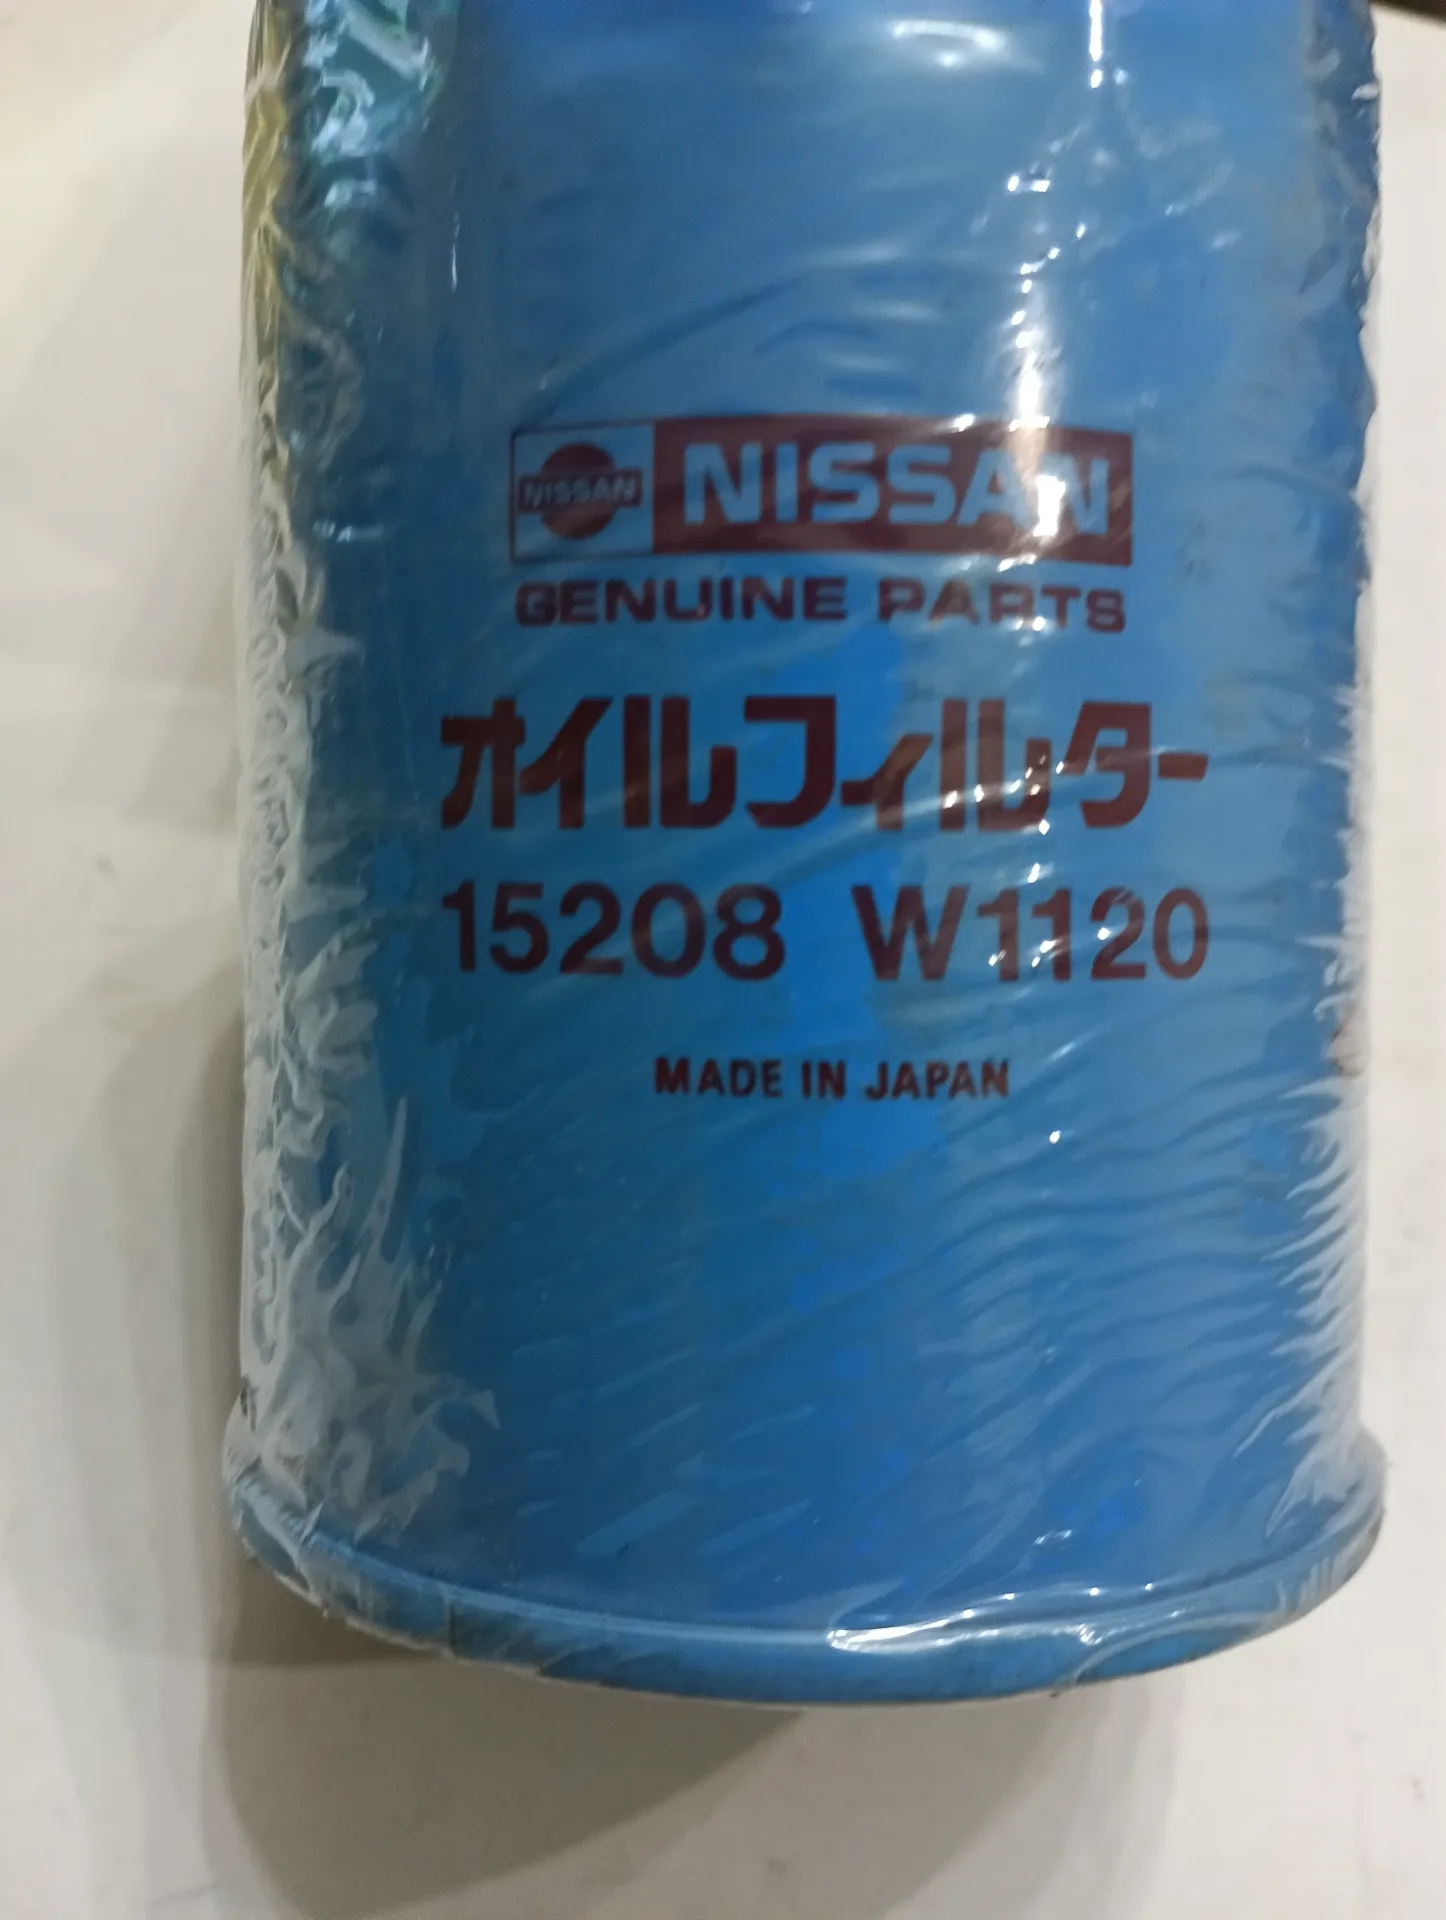 NISSAN NISSAN
GENUINE PARTS
オイルフィルター
15208 W1120
MADE IN JAPAN